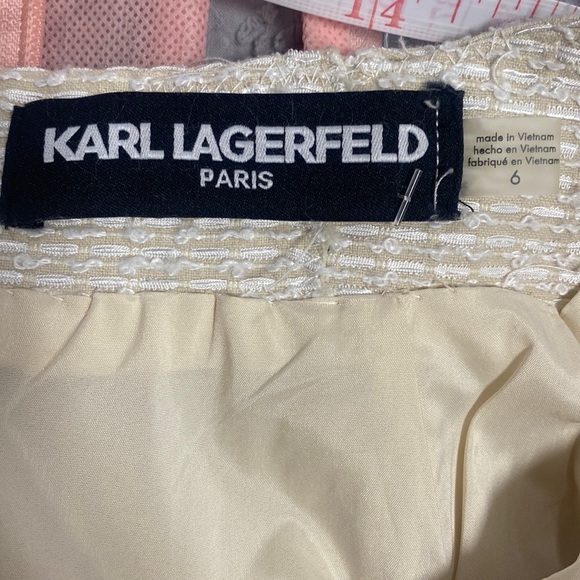 14
KARL LAGERFELD
PARIS
made in Vietnam
hecho en Vietnam
fabriqué en Vietnam
6